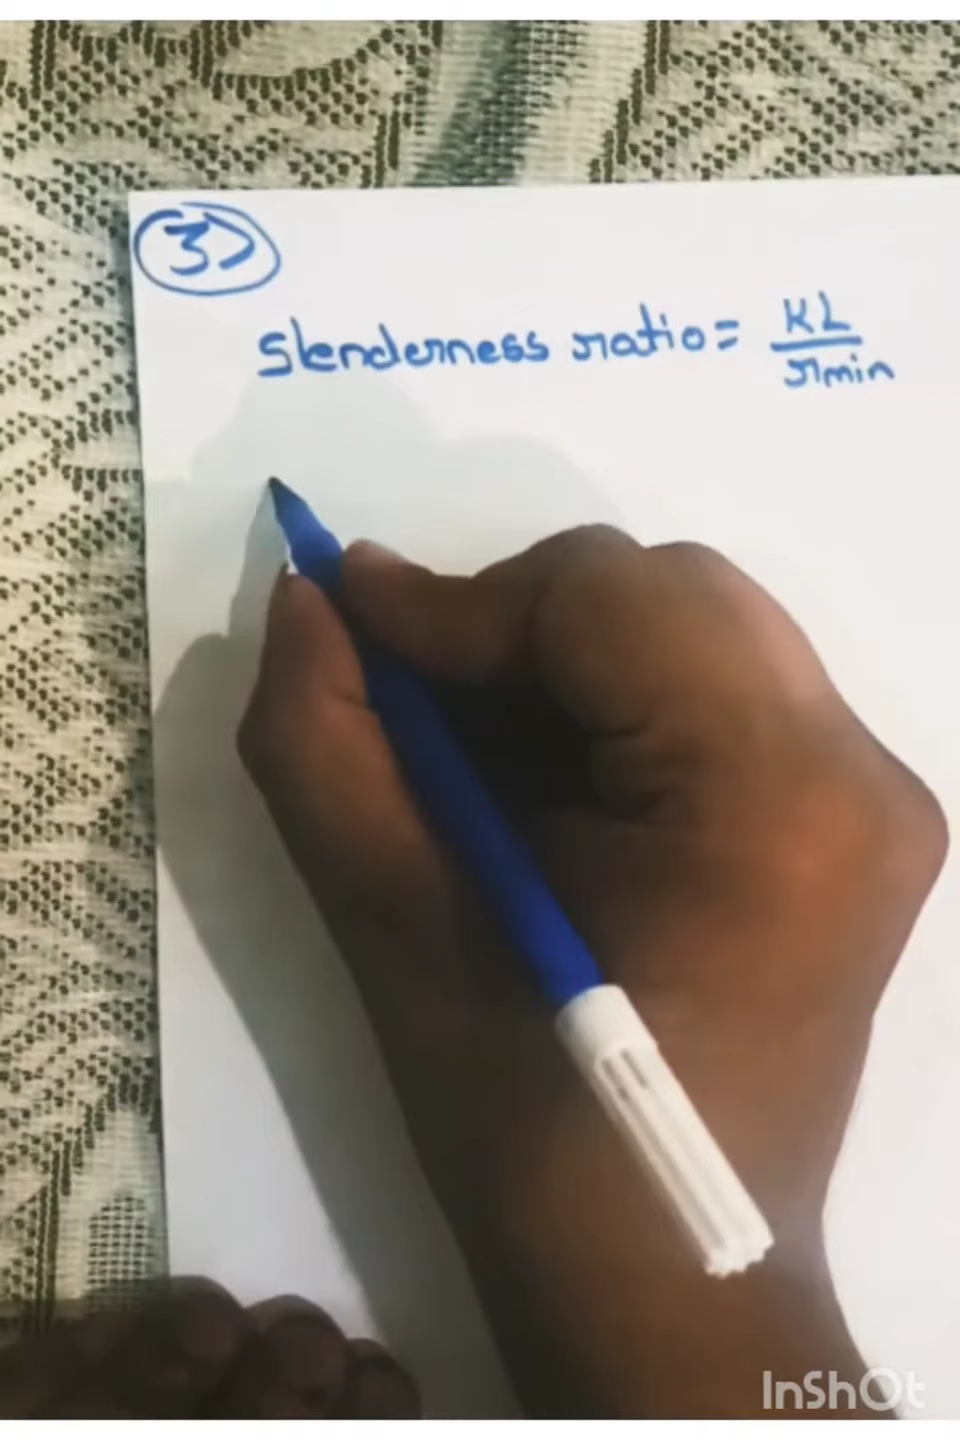 3)
Slenderness ratio = KL
rmin
InShOt